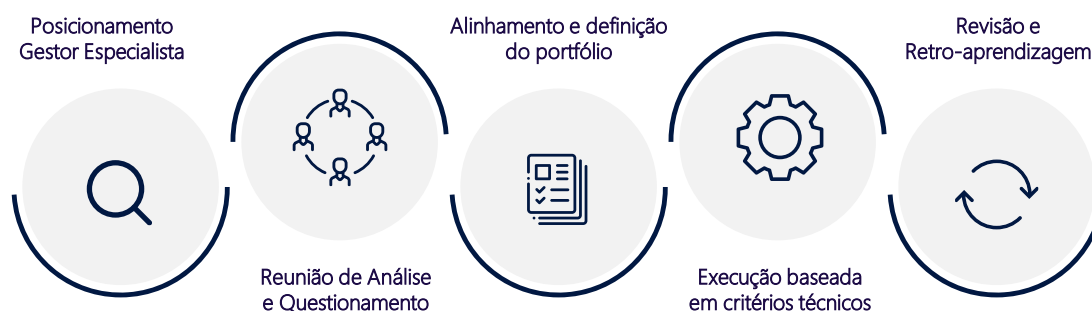 Posicionamento
Gestor Especialista
Reunião de Análise
e Questionamento
Alinhamento e definição
do portfólio
Execução baseada
em critérios técnicos
Revisão e
Retro-aprendizagem